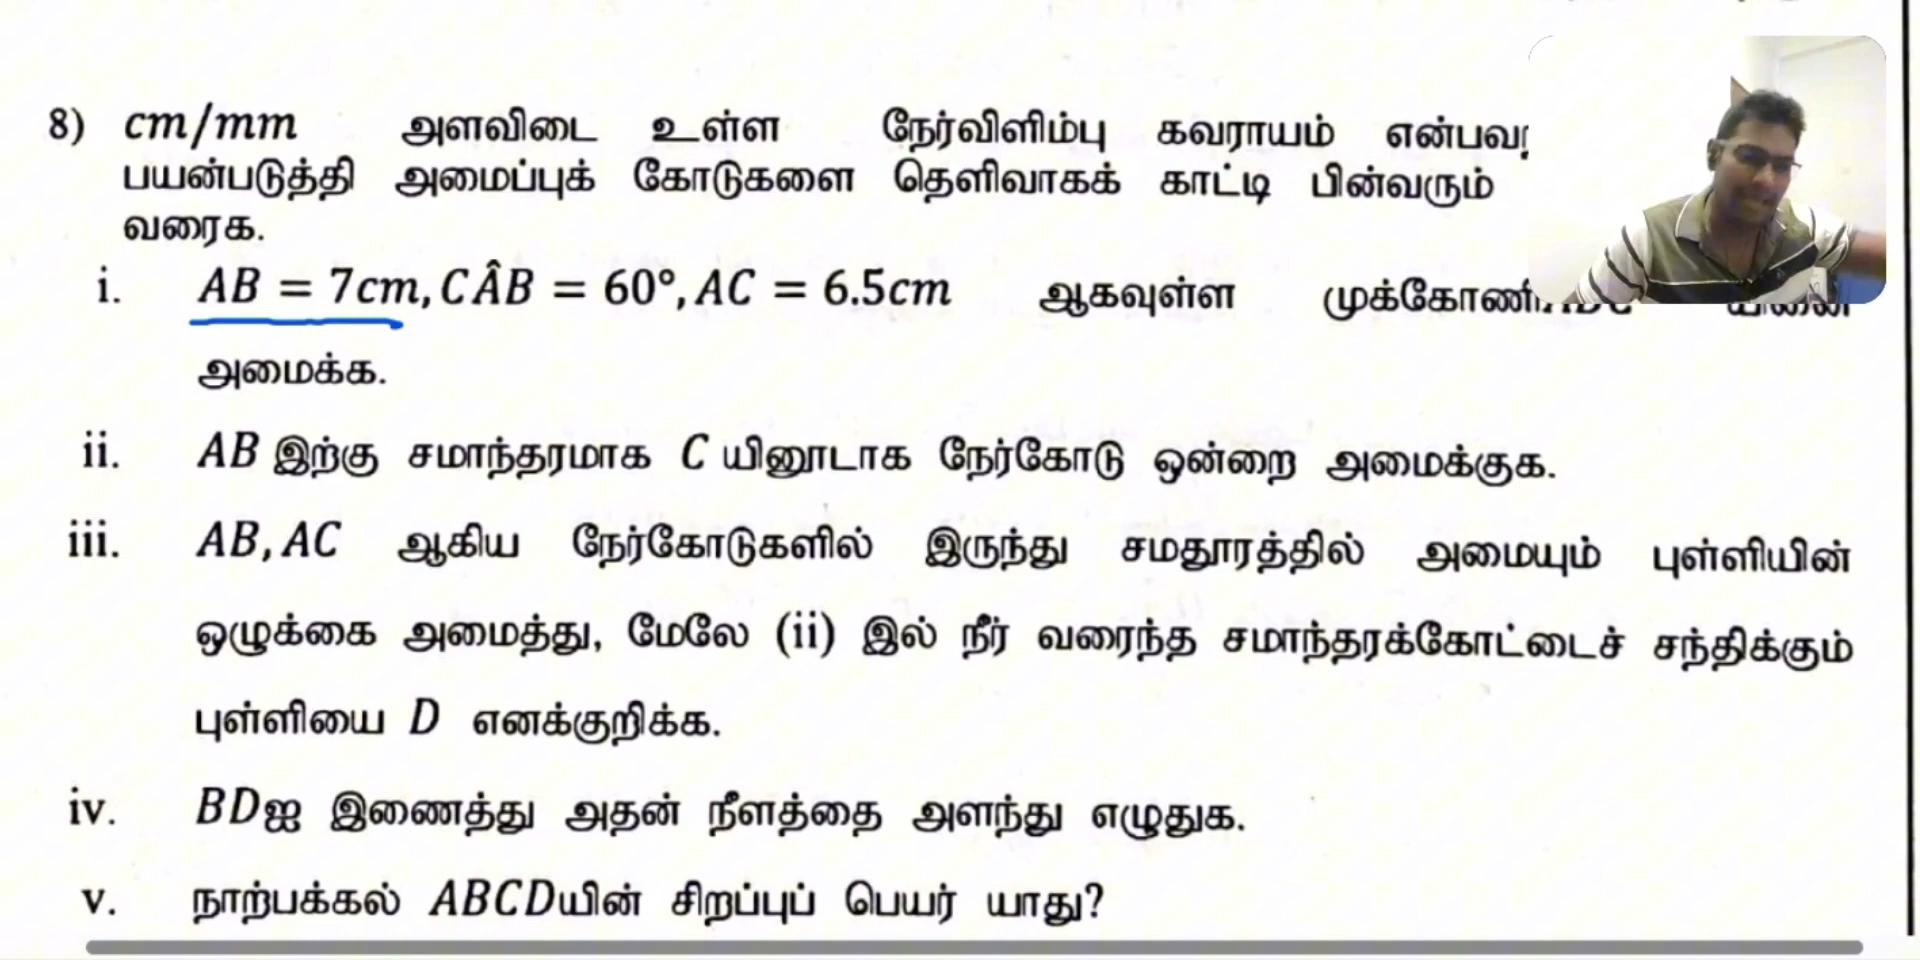 8) cm/mm அளவிடை உள்ள நேர்விளிம்பு கவராயம்
பயன்படுத்தி அமைப்புக் கோடுகளை தெளிவாகக் காட்டி பின்வரும்
வரைக.
i. AB = 7cm, CÂB = 60°, AC = 6.5cm ஆகவுள்ள
அமைக்க.
ii. AB இற்கு சமாந்தரமாக C யினூடாக நேர்கோடு ஒன்றை அமைக்குக.
iii. AB, AC ஆகிய நேர்கோடுகளில் இருந்து சமதூரத்தில் அமையும் புள்ளியின்
ஒழுக்கை அமைத்து, மேலே (ii) இல் நீர் வரைந்த சமாந்தரக்கோட்டைச் சந்திக்கும்
புள்ளியை D எனக்குறிக்க.
iv. BDஐ இணைத்து அதன் நீளத்தை அளந்து எழுதுக.
v. நாற்பக்கல் ABCDயின் சிறப்புப் பெயர் யாது?